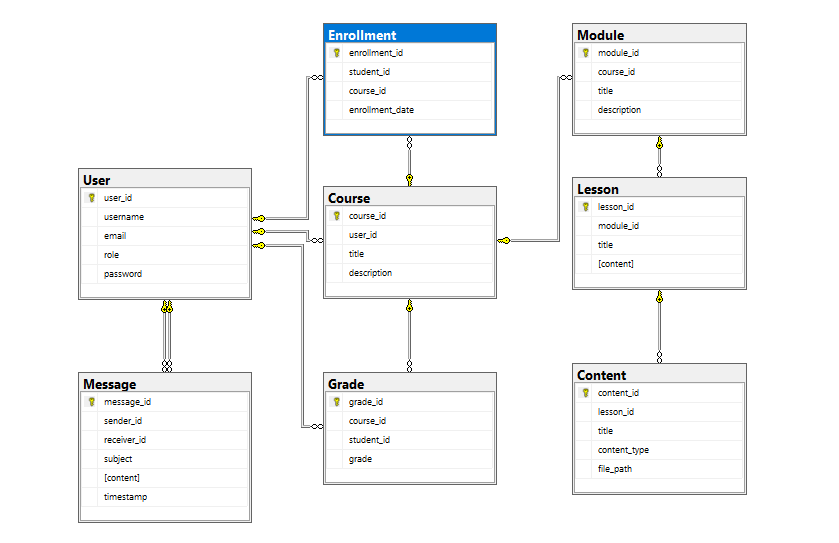 Enrollment
enrollment_id
student_id
course_id
enrollment_date
Module
module_id
course_id
title
description
User
user_id
username
email
role
password
Course
course_id
user_id
title
description
Lesson
lesson_id
module_id
title
[content]
Message
message_id
sender_id
receiver_id
subject
[content]
timestamp
Grade
grade_id
course_id
student_id
grade
Content
content_id
lesson_id
title
content_type
file_path